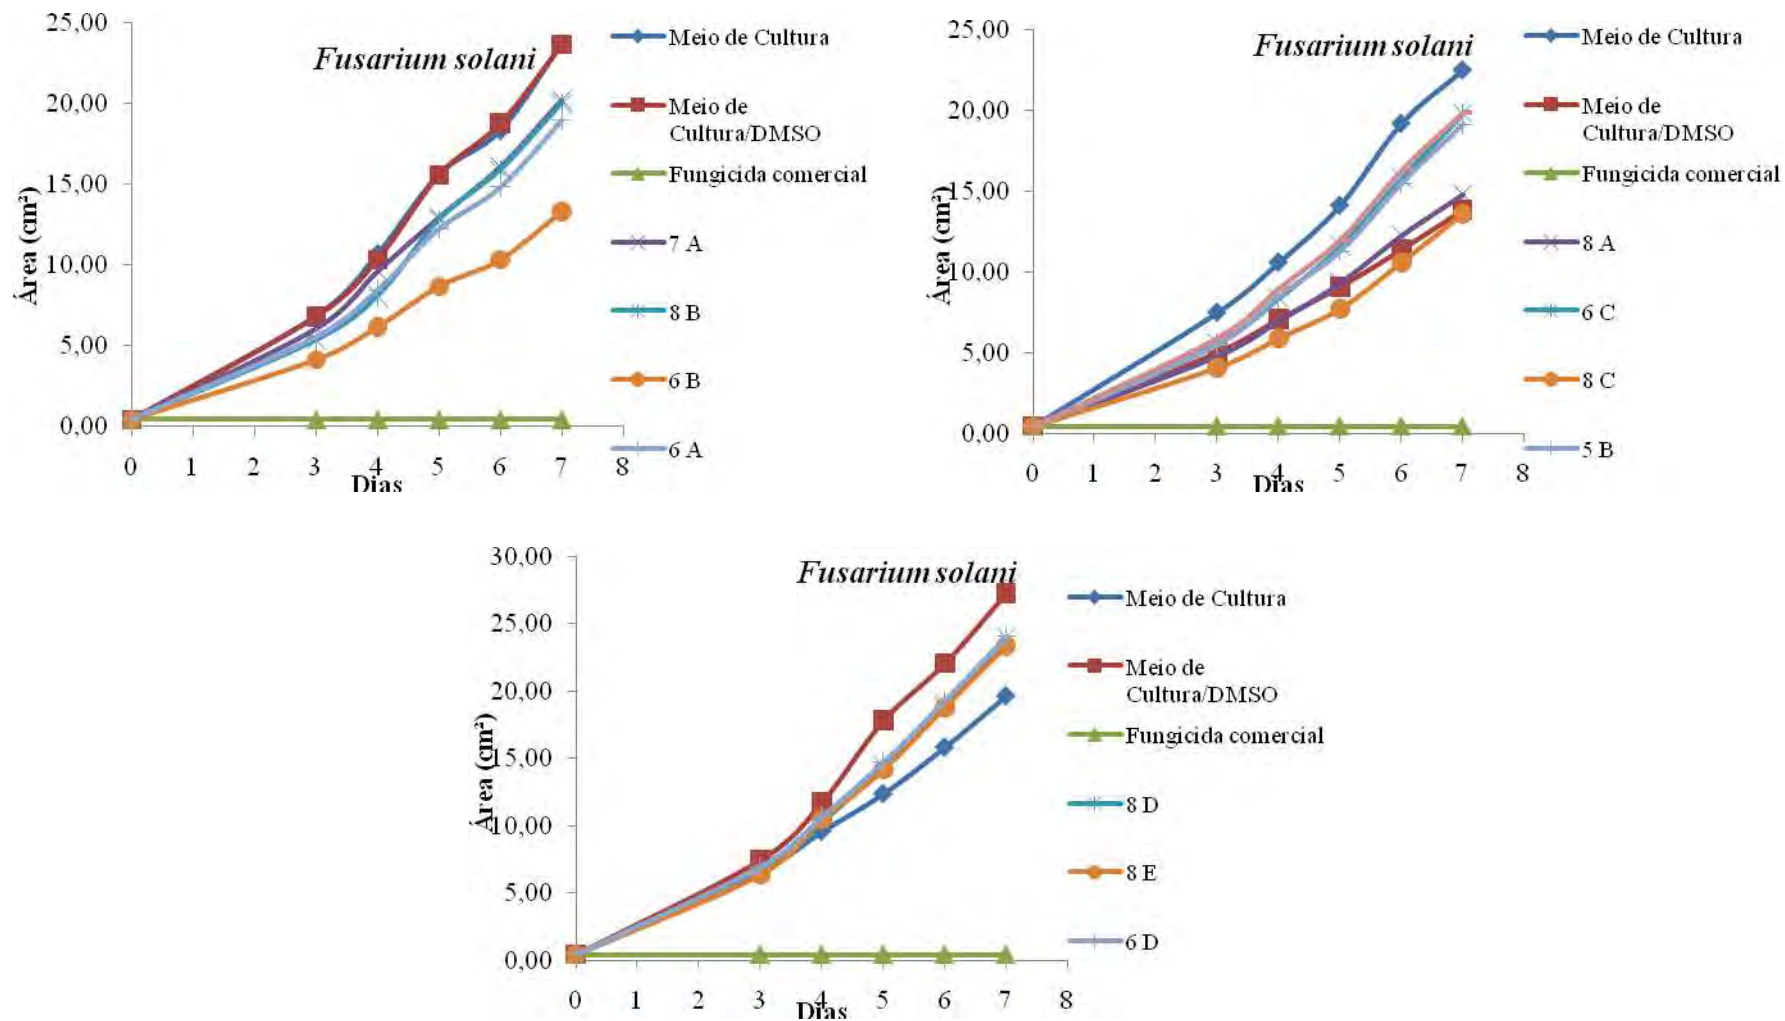 25,00
20,00
15,00
10,00
5,00
0,00
Área (cm²)
Fusarium solani
0 1 2 3 4 5 6 7 8
Dias
Meio de Cultura
Meio de
Cultura/DMSO
Fungicida comercial
7 A
8 B
6 B
6 A
25,00
20,00
15,00
10,00
5,00
0,00
Área (cm²)
Fusarium solani
0 1 2 3 4 5 6 7 8
Dias
Meio de Cultura
Meio de
Cultura/DMSO
Fungicida comercial
8 A
6 C
8 C
5 B
30,00
25,00
20,00
15,00
10,00
5,00
0,00
Área (cm²)
Fusarium solani
0 1 2 3 4 5 6 7 8
Dias
Meio de Cultura
Meio de
Cultura/DMSO
Fungicida comercial
8 D
8 E
6 D